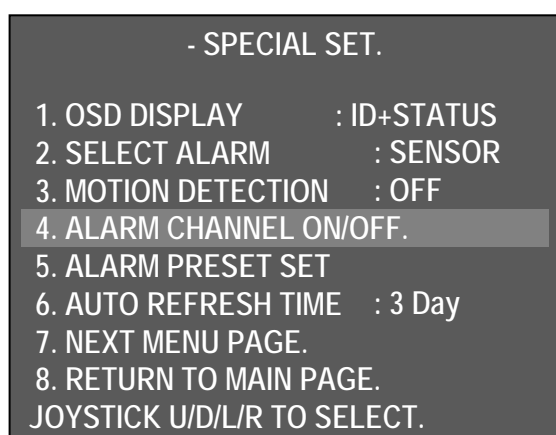 - SPECIAL SET.
1. OSD DISPLAY : ID+STATUS
2. SELECT ALARM : SENSOR
3. MOTION DETECTION : OFF
4. ALARM CHANNEL ON/OFF.
5. ALARM PRESET SET
6. AUTO REFRESH TIME : 3 Day
7. NEXT MENU PAGE.
8. RETURN TO MAIN PAGE.
JOYSTICK U/D/L/R TO SELECT.